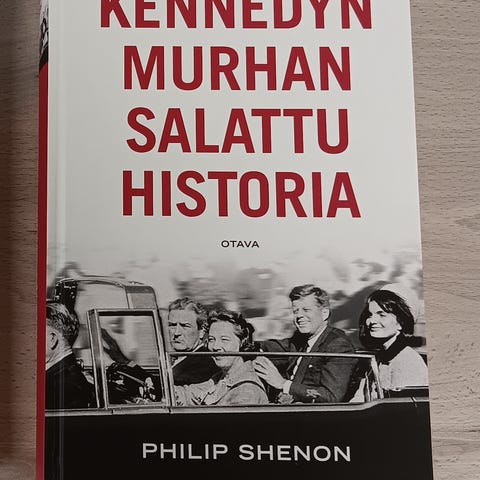 KENNEDYN
MURHAN
SALATTU
HISTORIA
OTAVA
PHILIP SHENON